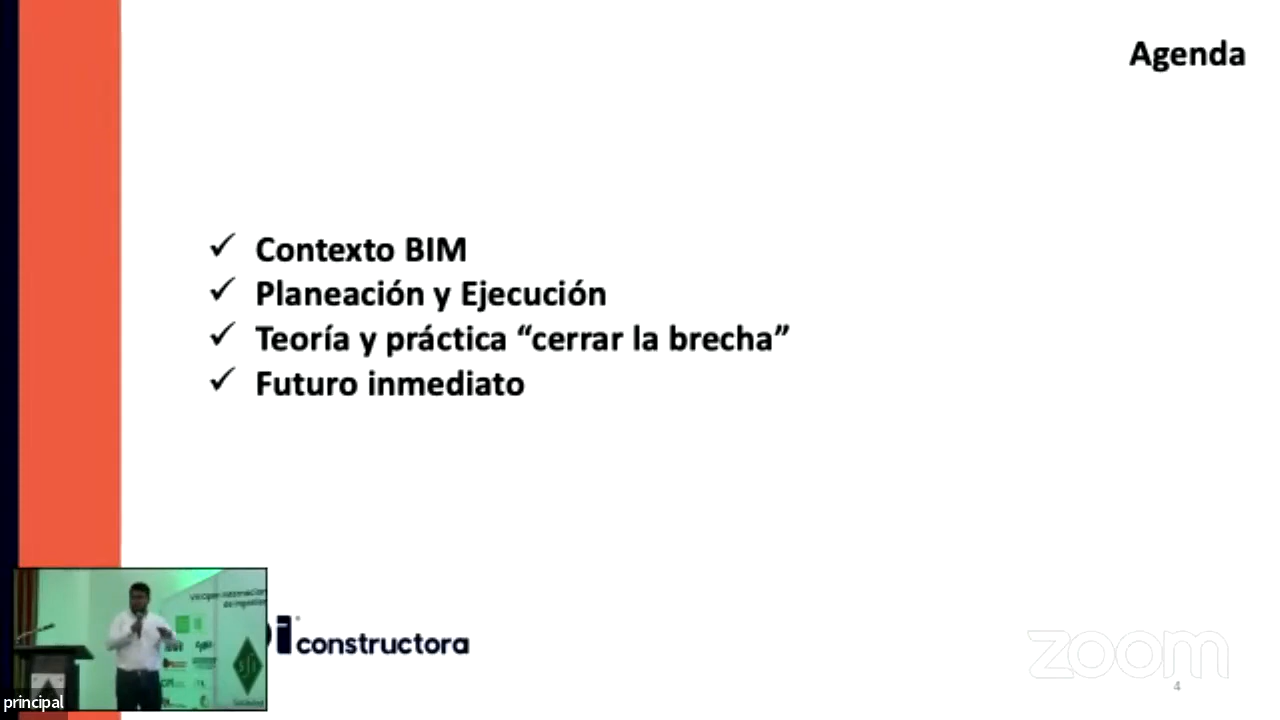 Agenda
✓ Contexto BIM
✓ Planeación y Ejecución
✓ Teoría y práctica “cerrar la brecha”
✓ Futuro inmediato
constructora
zoom
4
principal